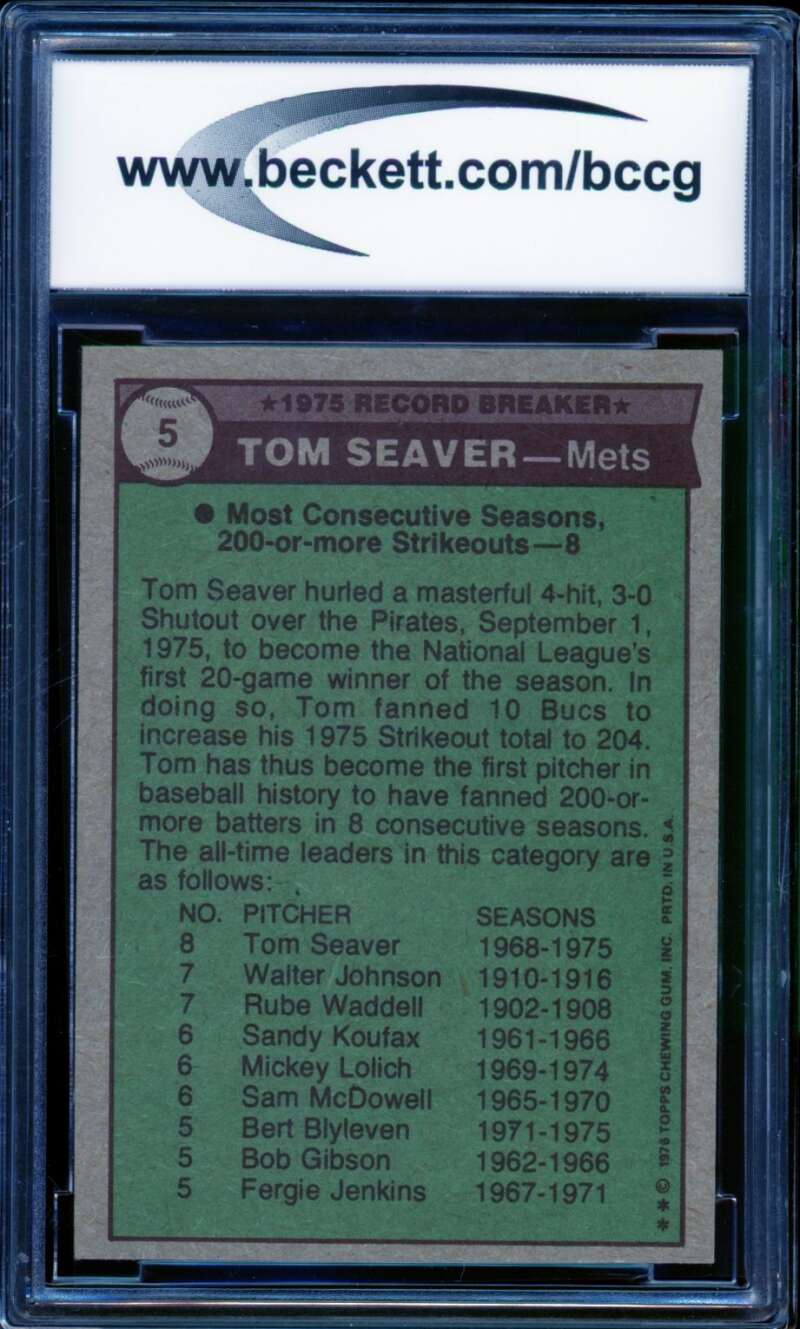 www.beckett.com/bccg
5
★1975 RECORD BREAKER★
TOM SEAVER—Mets
● Most Consecutive Seasons,
200-or-more Strikeouts—8
Tom Seaver hurled a masterful 4-hit, 3-0
Shutout over the Pirates, September 1,
1975, to become the National League's
first 20-game winner of the season. In
doing so, Tom fanned 10 Bucs to
increase his 1975 Strikeout total to 204.
Tom has thus become the first pitcher in
baseball history to have fanned 200-or-
more batters in 8 consecutive seasons.
The all-time leaders in this category are
as follows:
NO. PITCHER SEASONS
8 Tom Seaver 1968-1975
7 Walter Johnson 1910-1916
7 Rube Waddell 1902-1908
6 Sandy Koufax 1961-1966
6 Mickey Lolich 1969-1974
6 Sam McDowell 1965-1970
5 Bert Blyleven 1971-1975
5 Bob Gibson 1962-1966
5 Fergie Jenkins 1967-1971
** © 1976 TOPPS CHEWING GUM, INC. PRTD. IN U.S.A.